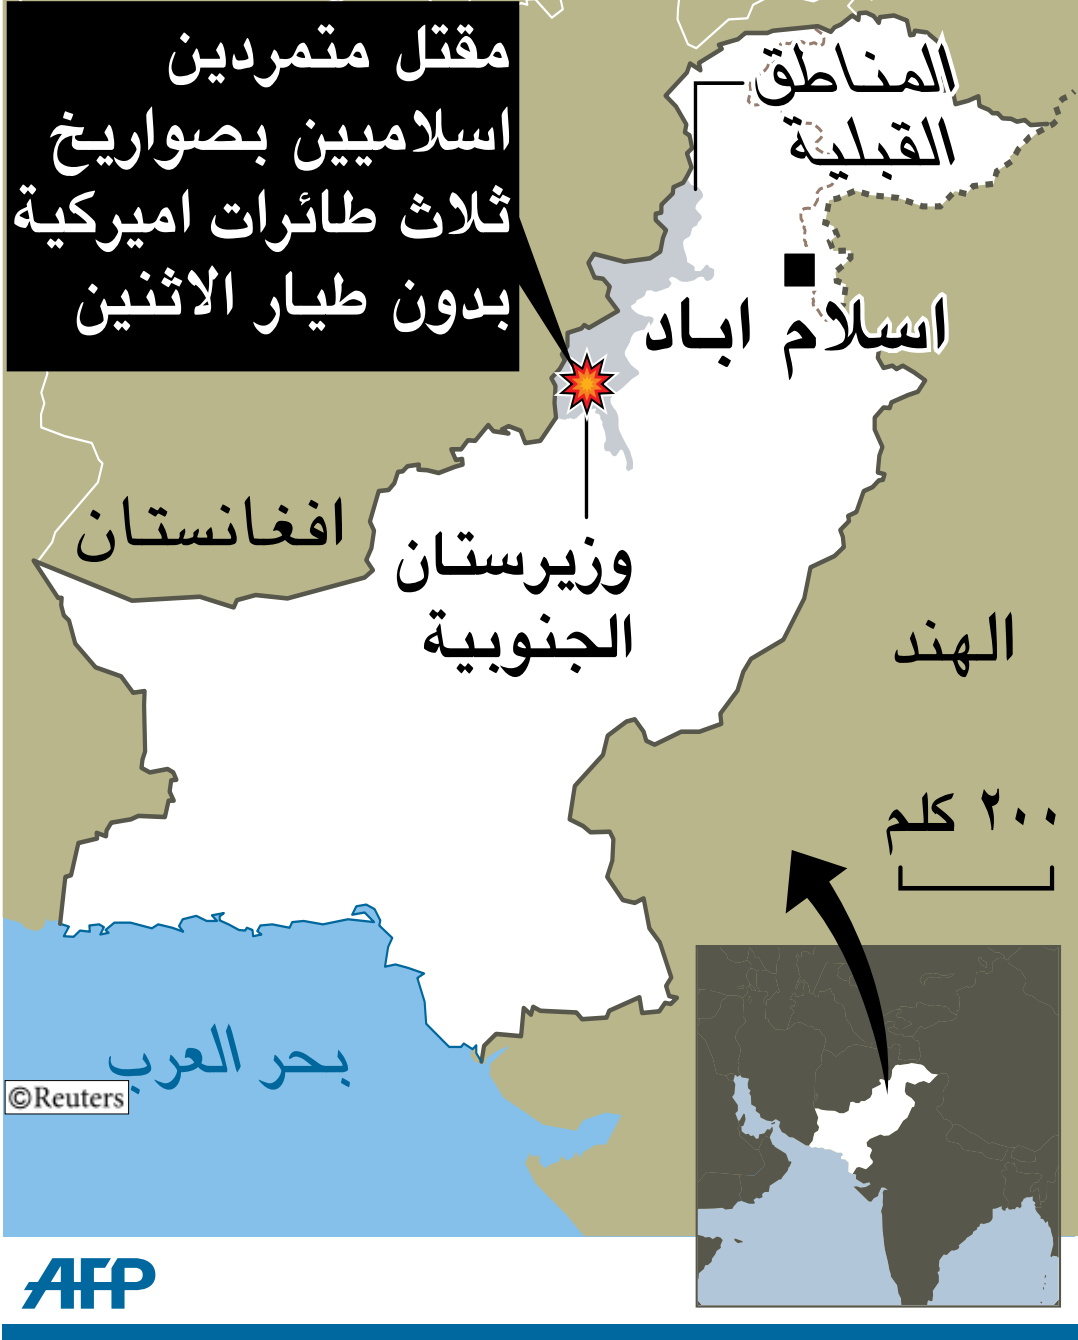 مقتل متمردين
اسلاميين بصواريخ
ثلاث طائرات اميركية
بدون طيار الاثنين
المناطق
القبلية
اسلام اباد
افغانستان
وزيرستان
الجنوبية
الهند
٢٠٠ كلم
بحر العرب
©Reuters
AFP